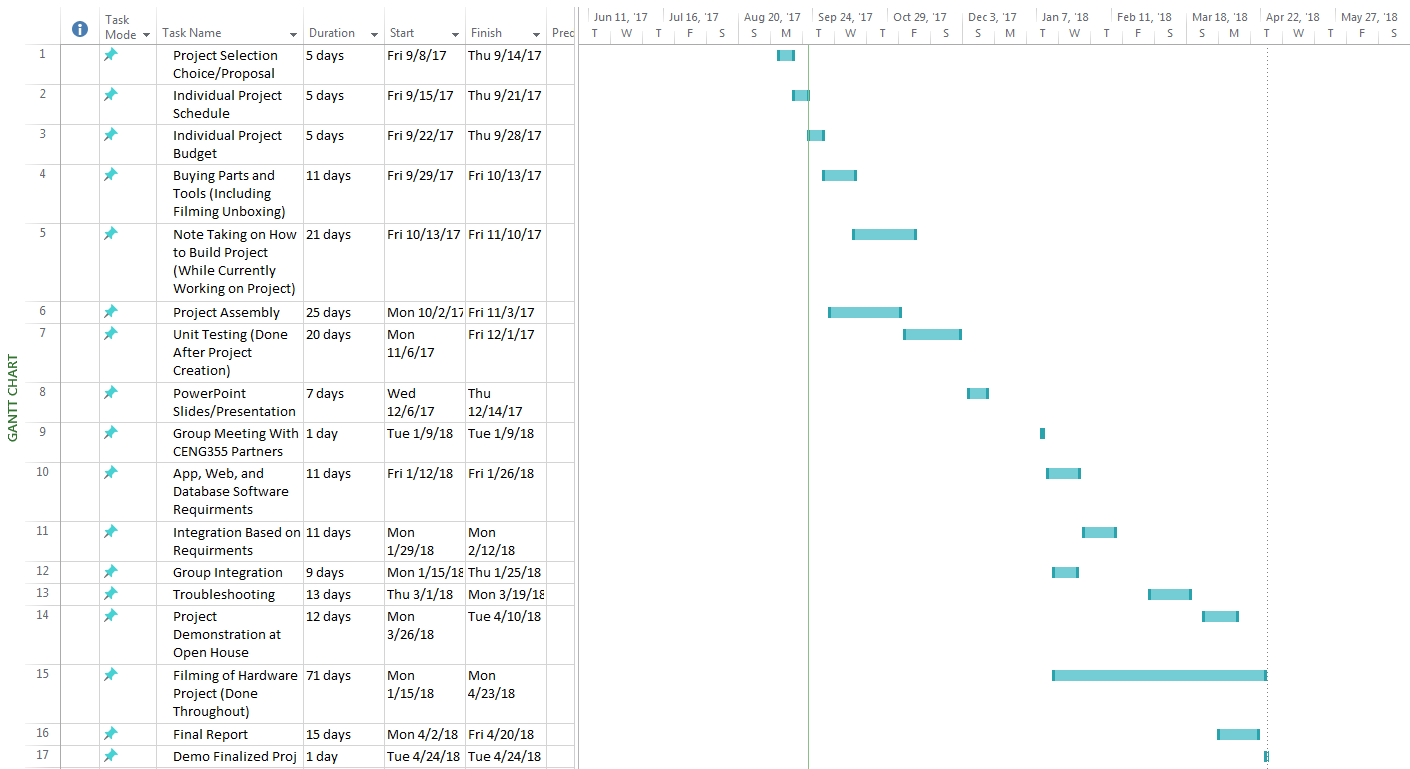 Jun 11, '17 Jul 16, '17 Aug 20, '17 Sep 24, '17 Oct 29, '17 Dec 3, '17 Jan 7, '18 Feb 11, '18 Mar 18, '18 Apr 22, '18 May 27, '18
T W F S S M T W F S S M T W F S S M T W F S
i Task Mode Task Name Duration Start Finish Pred
1 Project Selection 5 days Fri 9/8/17 Thu 9/14/17
Choice/Proposal
2 Individual Project 5 days Fri 9/15/17 Thu 9/21/17
Schedule
3 Individual Project 5 days Fri 9/22/17 Thu 9/28/17
Budget
4 Buying Parts and 11 days Fri 9/29/17 Fri 10/13/17
Tools (Including
Filming Unboxing)
5 Note Taking on How 21 days Fri 10/13/17 Fri 11/10/17
to Build Project
(While Currently
Working on Project)
6 Project Assembly 25 days Mon 10/2/17 Fri 11/3/17
7 Unit Testing (Done 20 days Mon Fri 12/1/17
After Project 11/6/17
Creation)
8 PowerPoint 7 days Wed Thu
Slides/Presentation 12/6/17 12/14/17
9 Group Meeting With 1 day Tue 1/9/18 Tue 1/9/18
CENG355 Partners
10 App, Web, and 11 days Fri 1/12/18 Fri 1/26/18
Database Software
Requirments
11 Integration Based on 11 days Mon Mon
Requirments 1/29/18 2/12/18
12 Group Integration 9 days Mon 1/15/18 Thu 1/25/18
13 Troubleshooting 13 days Thu 3/1/18 Mon 3/19/18
14 Project 12 days Mon Tue 4/10/18
Demonstration at 3/26/18
Open House
15 Filming of Hardware 71 days Mon Mon
Project (Done 1/15/18 4/23/18
Throughout)
16 Final Report 15 days Mon 4/2/18 Fri 4/20/18
17 Demo Finalized Proj 1 day Tue 4/24/18 Tue 4/24/18
GANTT CHART